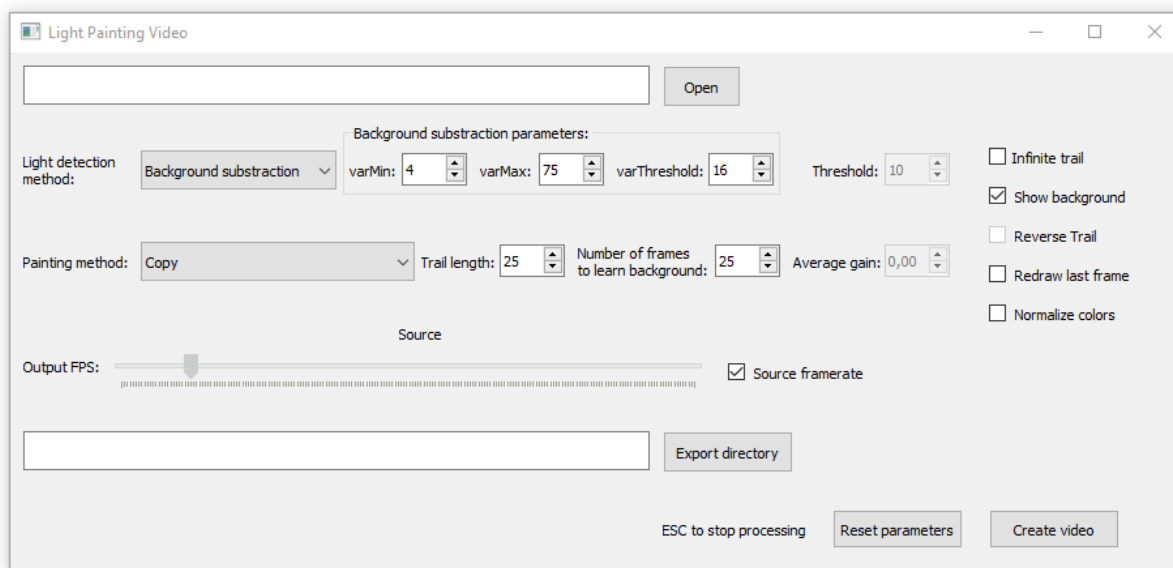 Light Painting Video
Open
Background substraction parameters:
Light detection
method:
Background substraction
varMin: 4
varMax: 75
varThreshold: 16
Threshold: 10
Infinite trail
Show background
Reverse Trail
Redraw last frame
Normalize colors
Painting method: Copy
Trail length: 25
Number of frames
to learn background: 25
Average gain: 0,00
Source
Output FPS:
Source framerate
Export directory
ESC to stop processing
Reset parameters
Create video